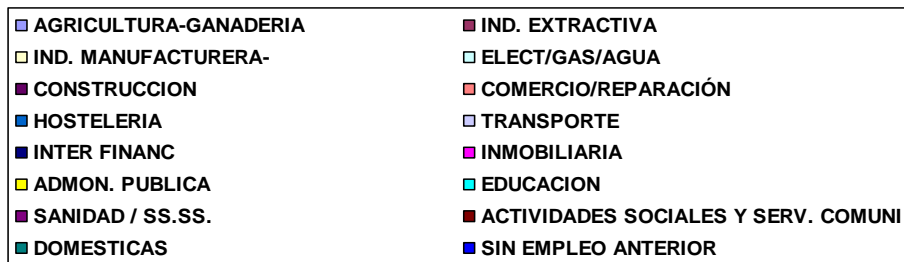 AGRICULTURA-GANADERIA IND. EXTRACTIVA
IND. MANUFACTURERA- ELECT/GAS/AGUA
CONSTRUCCION COMERCIO/REPARACIÓN
HOSTELERIA TRANSPORTE
INTER FINANC INMOBILIARIA
ADMON. PUBLICA EDUCACION
SANIDAD / SS.SS. ACTIVIDADES SOCIALES Y SERV. COMUNI
DOMESTICAS SIN EMPLEO ANTERIOR